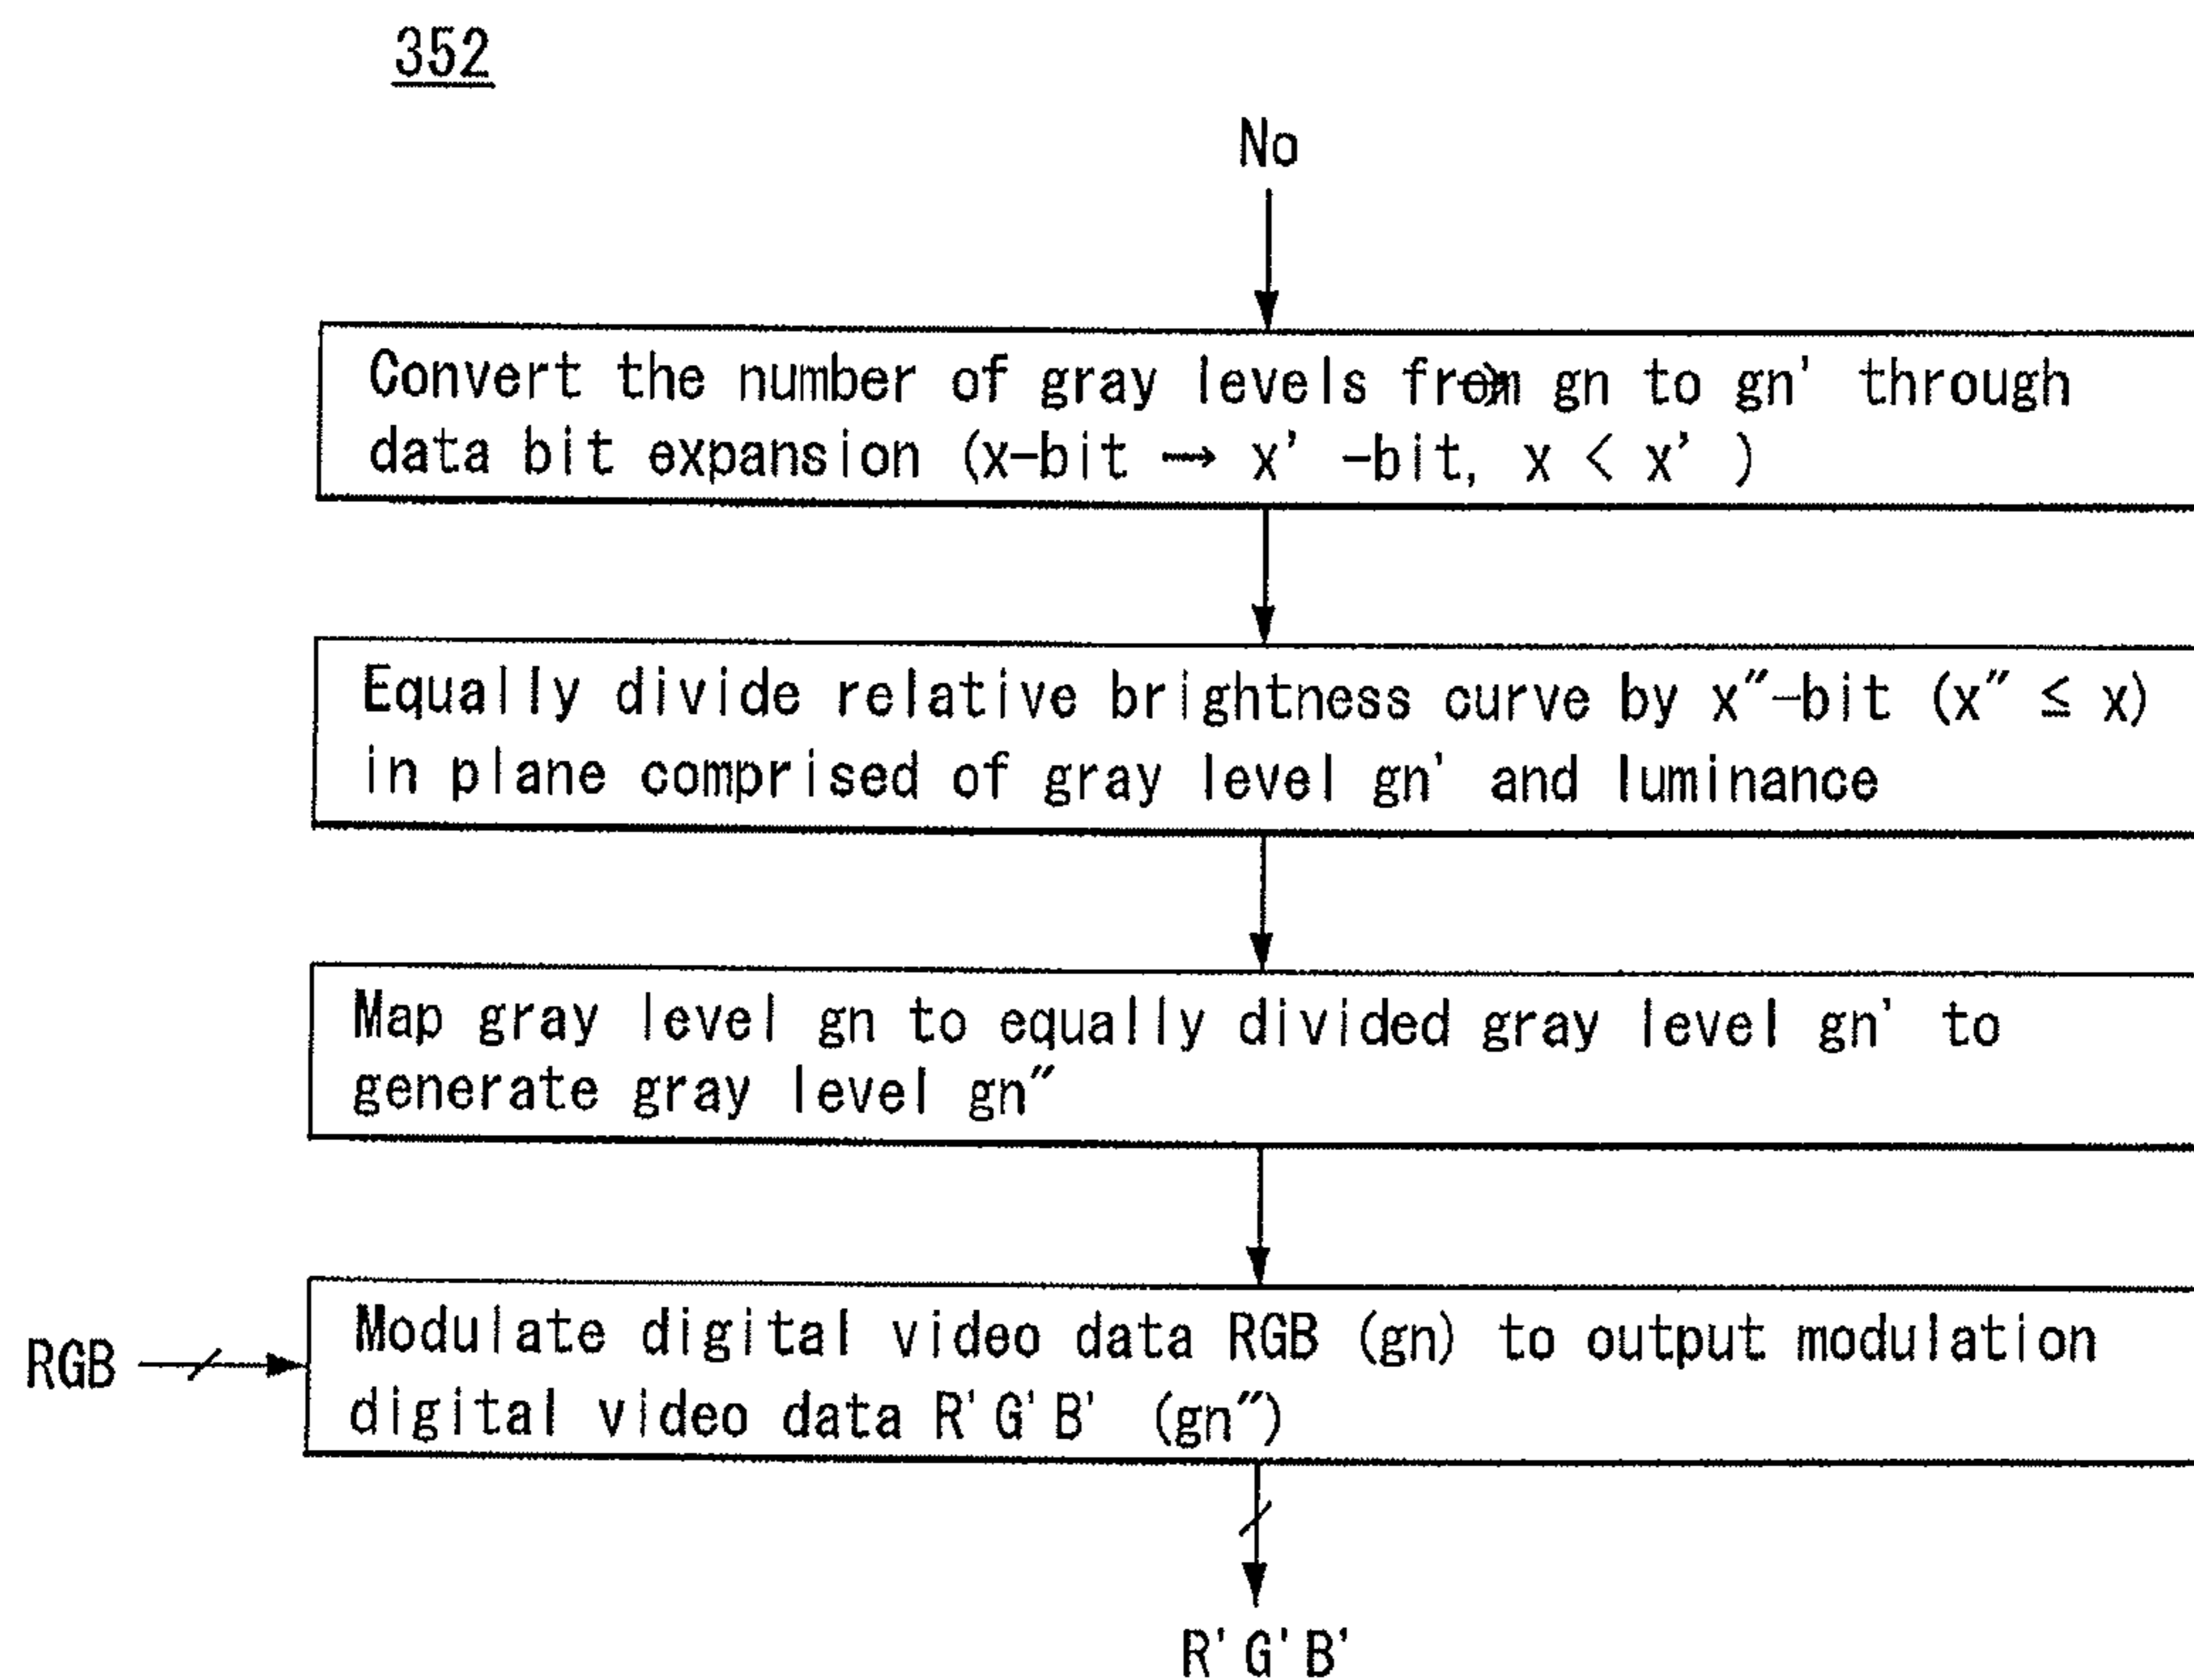 352
No
Convert the number of gray levels from gn to gn' through
data bit expansion (x-bit → x' -bit, x < x' )
Equally divide relative brightness curve by x″-bit (x″ ≤ x)
in plane comprised of gray level gn' and luminance
Map gray level gn to equally divided gray level gn' to
generate gray level gn″
RGB
Modulate digital video data RGB (gn) to output modulation
digital video data R'G'B' (gn″)
R'G'B'